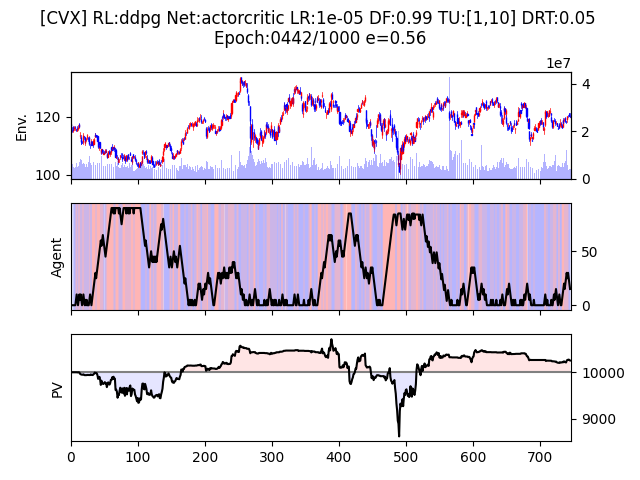 [CVX] RL:ddpg Net:actorcritic LR:1e-05 DF:0.99 TU:[1,10] DRT:0.05
Epoch:0442/1000 e=0.56
1e7
Env.
120
100
4
2
0
Agent
50
0
PV
10000
9000
0
100
200
300
400
500
600
700